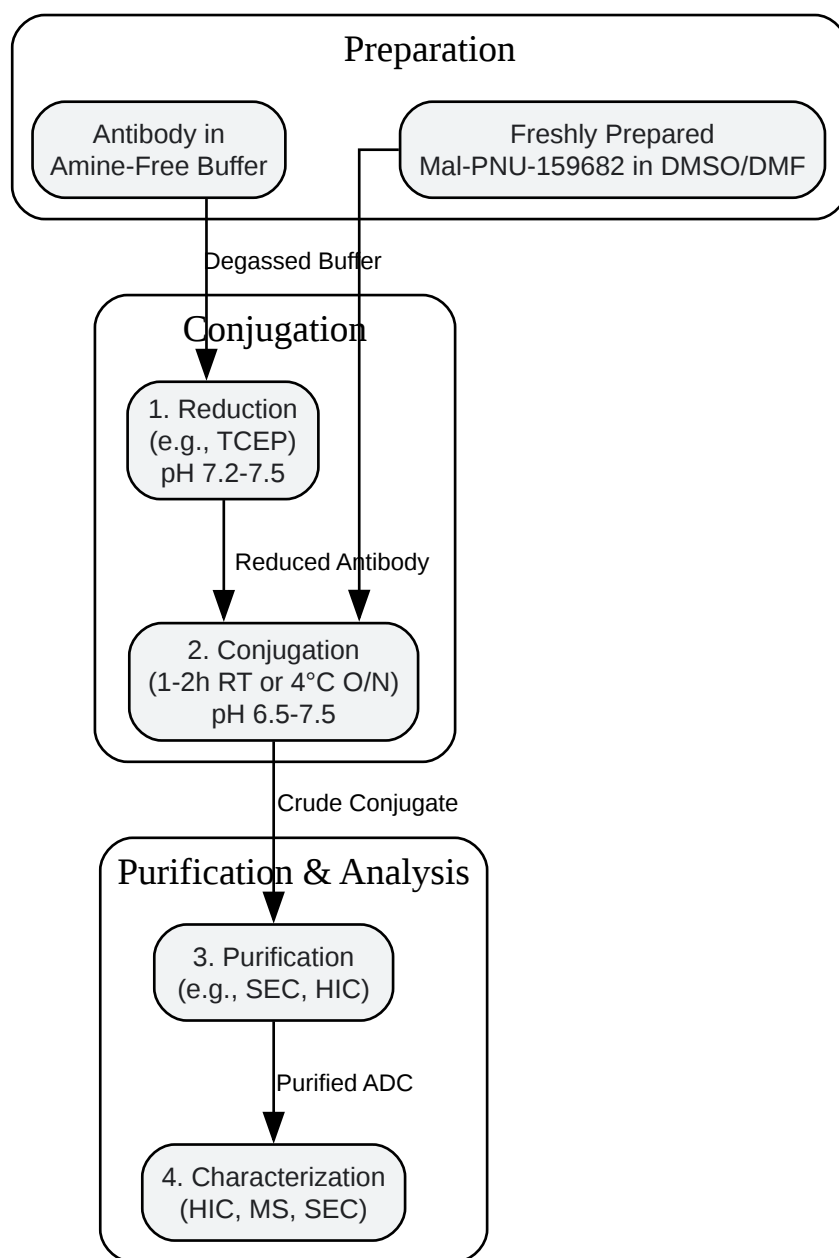 Preparation
Antibody in
Amine-Free Buffer
Freshly Prepared
Mal-PNU-159682 in DMSO/DMF
Degassed Buffer
Conjugation
1. Reduction
(e.g., TCEP)
pH 7.2-7.5
Reduced Antibody
2. Conjugation
(1-2h RT or 4°C O/N)
pH 6.5-7.5
Crude Conjugate
Purification & Analysis
3. Purification
(e.g., SEC, HIC)
Purified ADC
4. Characterization
(HIC, MS, SEC)